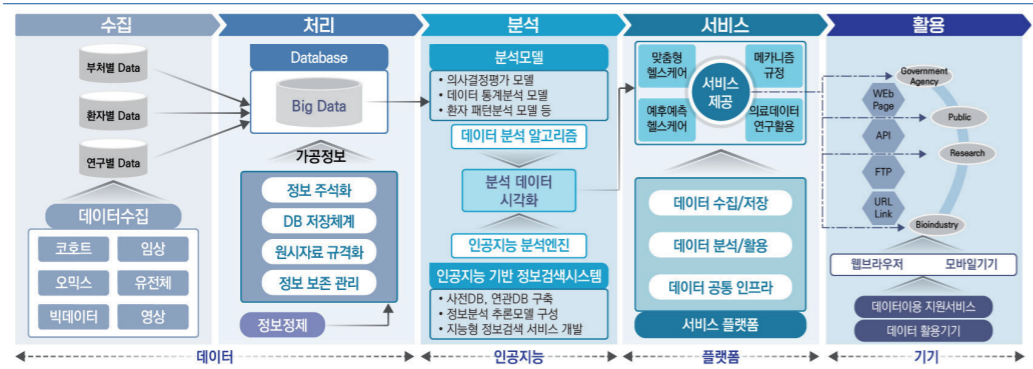 수집
처리
분석
서비스
활용
부처별 Data
환자별 Data
연구별 Data
데이터수집
코호트
임상
오믹스
유전체
빅데이터
영상
Database
Big Data
가공정보
정보 주석화
DB 저장체계
원시자료 규격화
정보 보존 관리
정보정제
분석모델
• 의사결정평가 모델
• 데이터 통계분석 모델
• 환자 패턴분석 모델 등
데이터 분석 알고리즘
분석 데이터
시각화
인공지능 분석엔진
인공지능 기반 정보검색시스템
• 사전DB, 연관DB 구축
• 정보분석 추론모델 구성
• 지능형 정보검색 서비스 개발
맞춤형
헬스케어
메카니즘
규정
서비스
제공
예후예측
헬스케어
의료데이터
연구활용
데이터 수집/저장
데이터 분석/활용
데이터 공통 인프라
서비스 플랫폼
WEb
Page
API
FTP
URL
Link
Government
Agency
Public
Research
Bioindustry
웹브라우저
모바일기기
데이터이용 지원서비스
데이터 활용기기
데이터
인공지능
플랫폼
기기